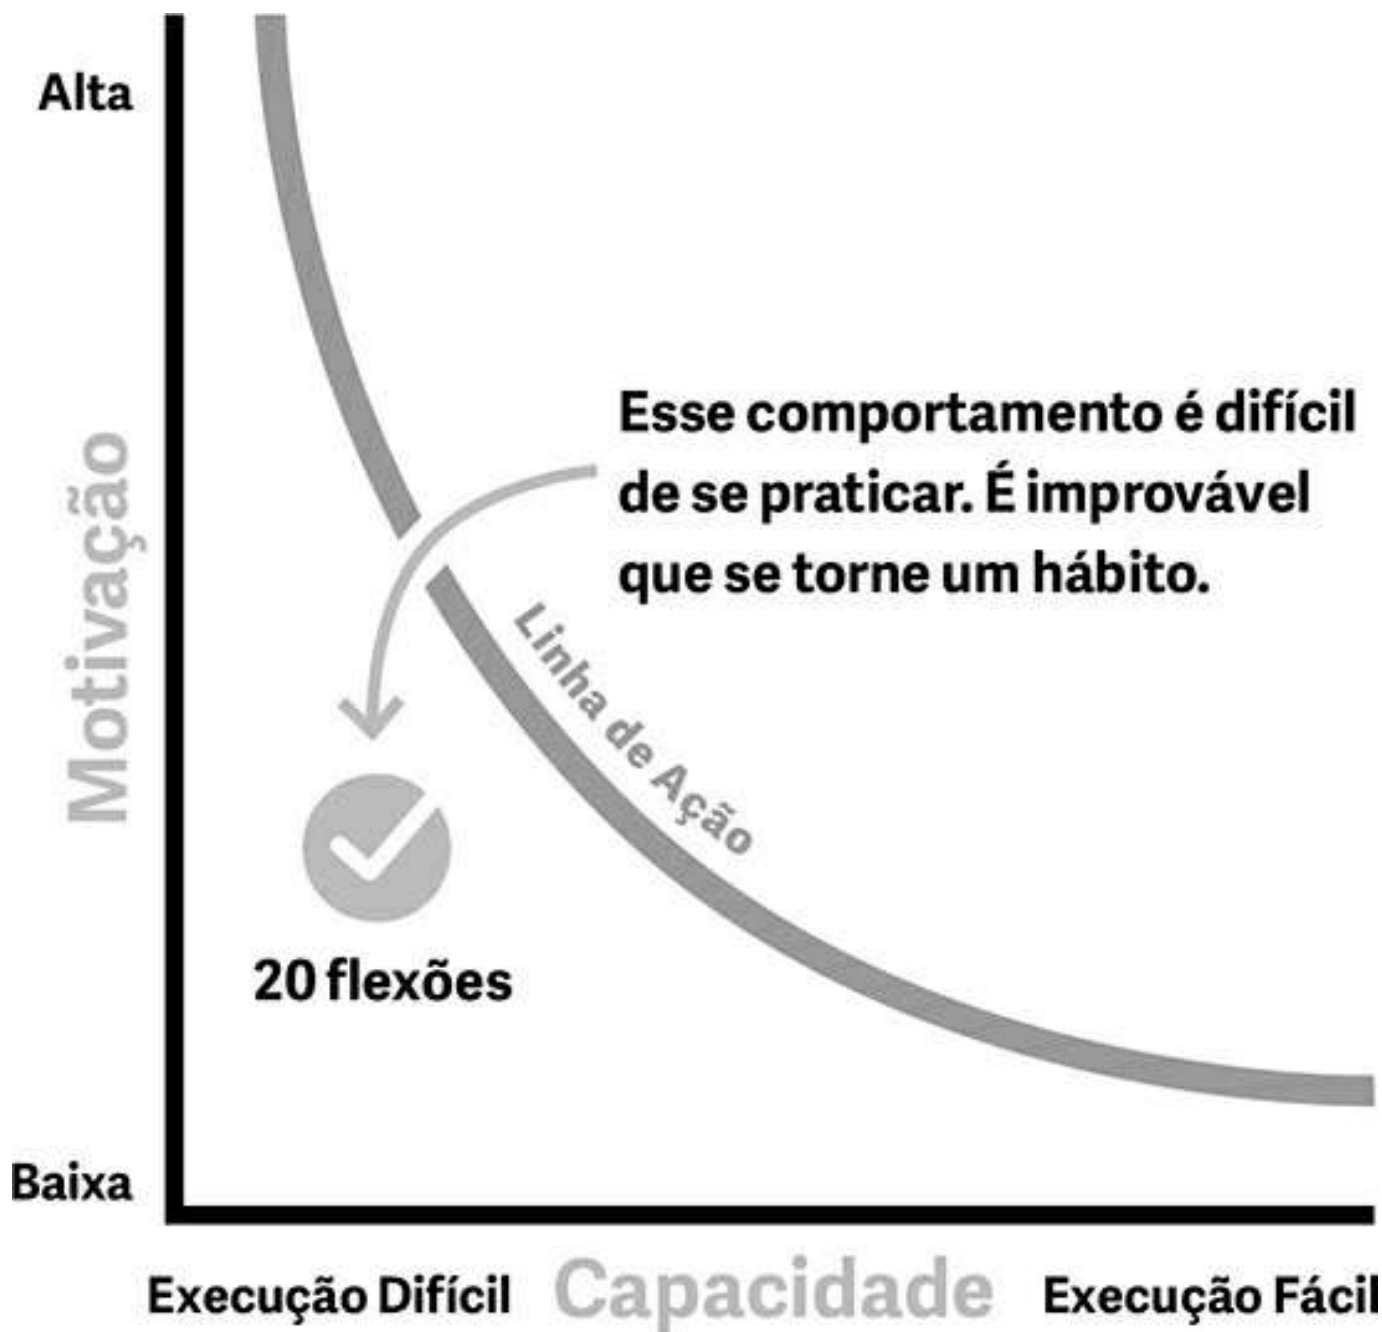 Alta
Motivação
Esse comportamento é difícil
de se praticar. É improvável
que se torne um hábito.
Linha de Ação
20 flexões
Baixa
Execução Difícil Capacidade Execução Fácil